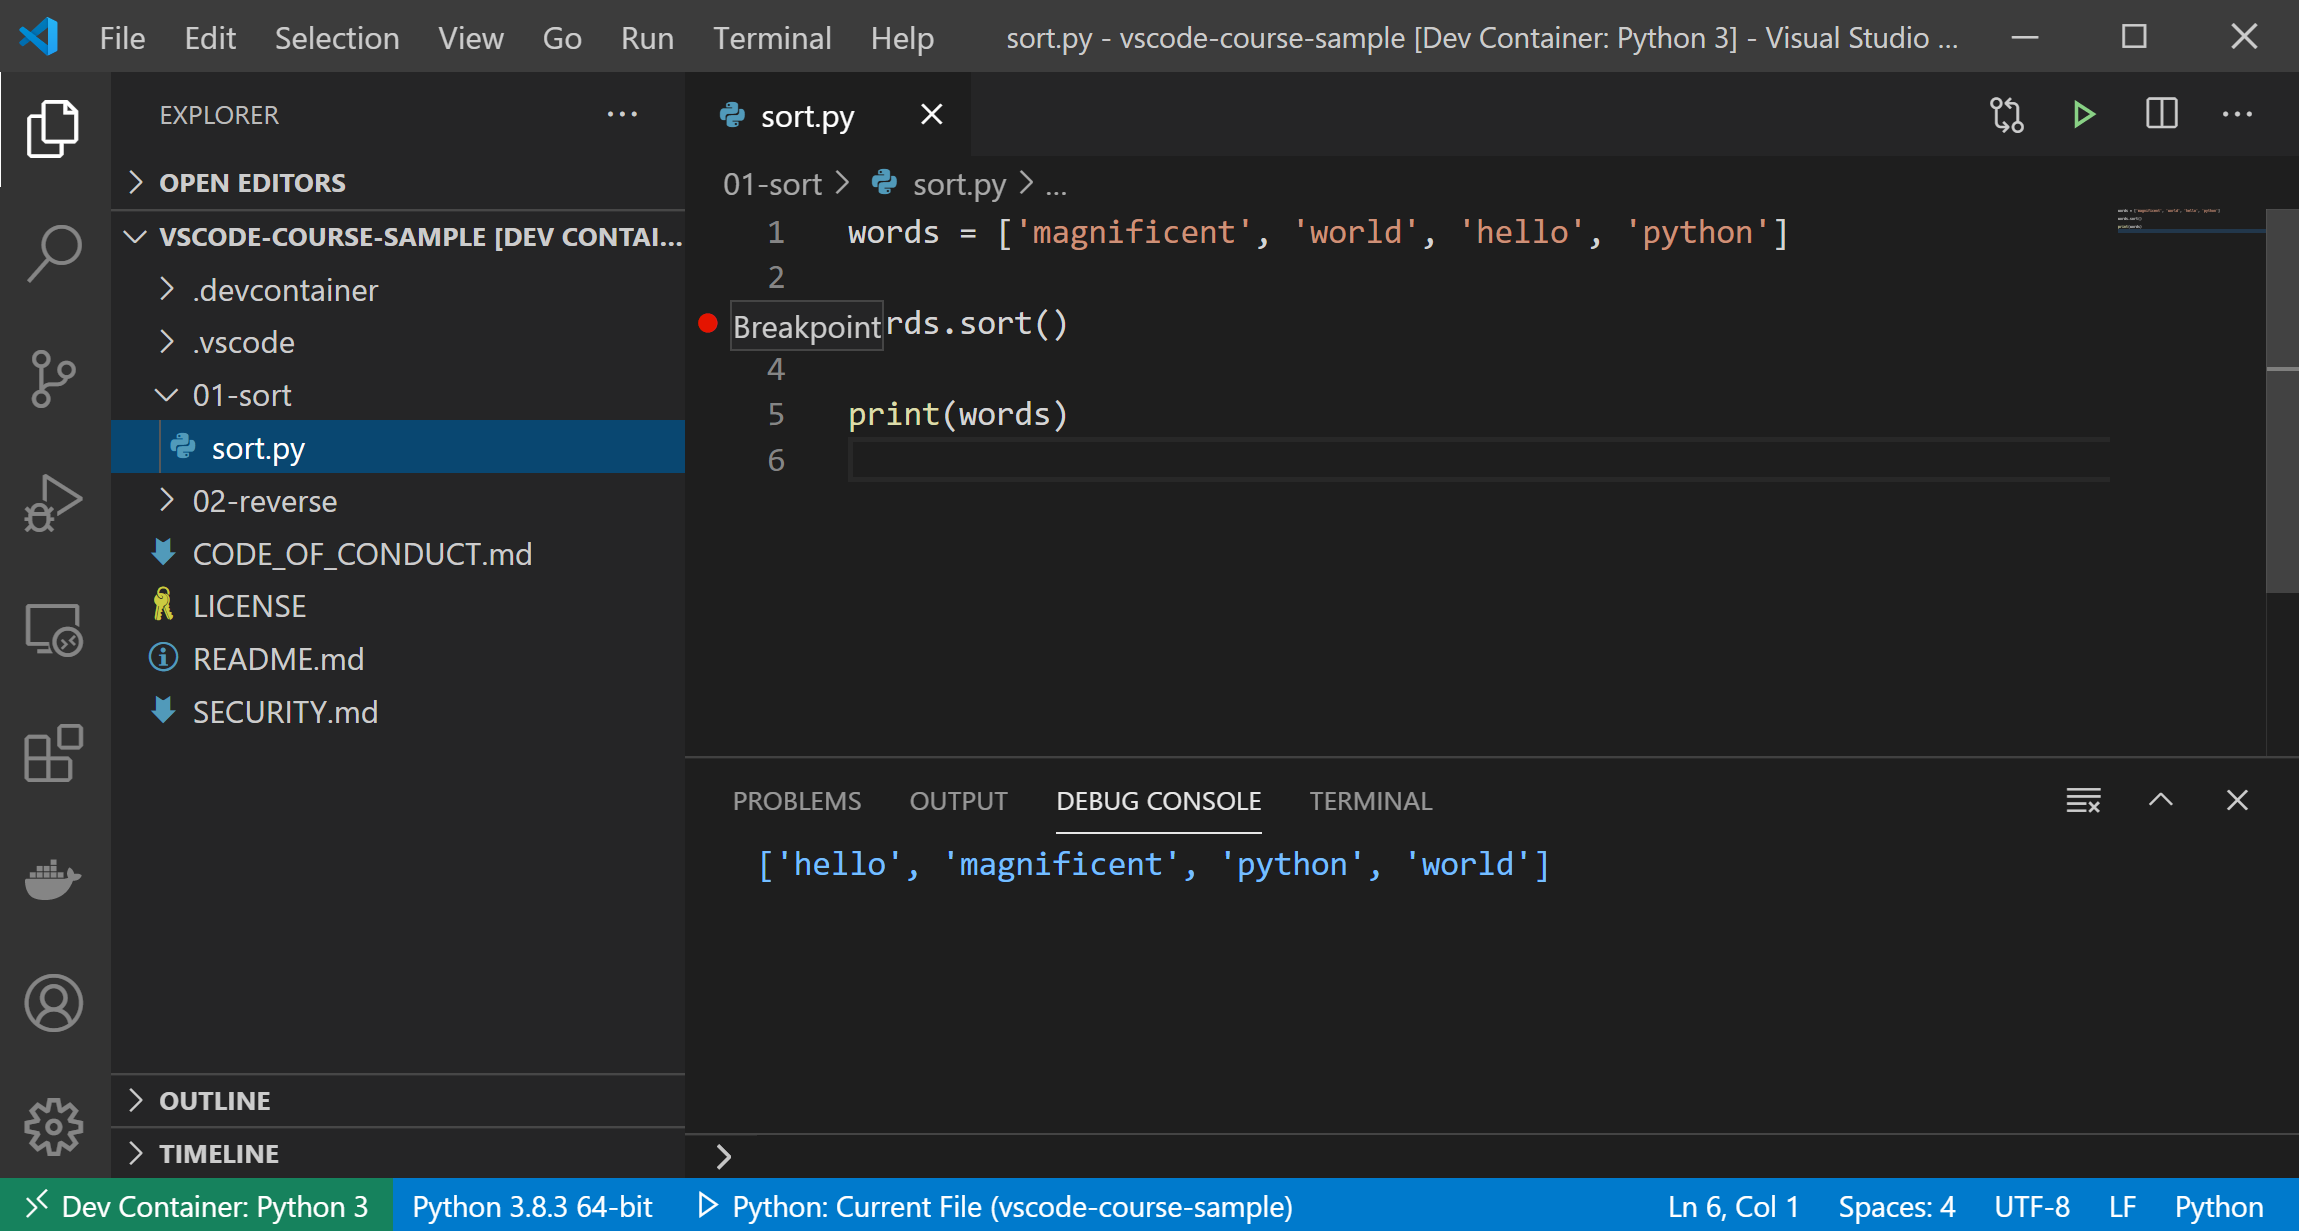 File Edit Selection View Go Run Terminal Help sort.py - vscode-course-sample [Dev Container: Python 3] - Visual Studio ...
EXPLORER
OPEN EDITORS
VSCODE-COURSE-SAMPLE [DEV CONTAI...
.devcontainer
.vscode
01-sort
sort.py
02-reverse
CODE_OF_CONDUCT.md
LICENSE
README.md
SECURITY.md
OUTLINE
TIMELINE
sort.py
01-sort > sort.py > ...
1 words = ['magnificent', 'world', 'hello', 'python']
2
Breakpoint rds.sort()
4
5 print(words)
6
PROBLEMS OUTPUT DEBUG CONSOLE TERMINAL
['hello', 'magnificent', 'python', 'world']
>
Dev Container: Python 3 Python 3.8.3 64-bit Python: Current File (vscode-course-sample) Ln 6, Col 1 Spaces: 4 UTF-8 LF Python